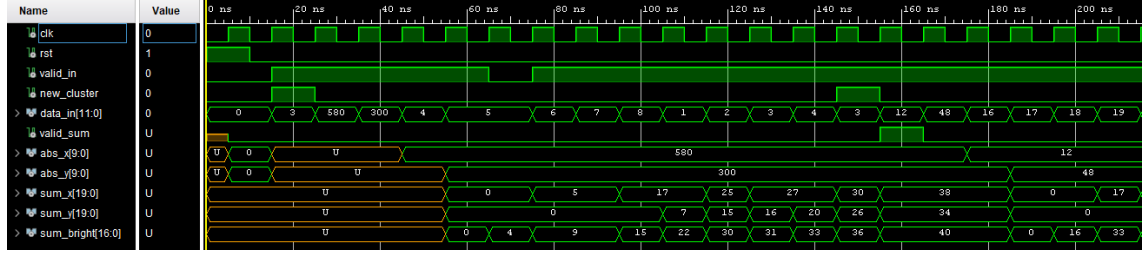 Name Value 0 ns 20 ns 40 ns 60 ns 80 ns 100 ns 120 ns 140 ns 160 ns 180 ns 200 ns
clk 0
rst 1
valid_in 0
new_cluster 0
data_in[11:0] 0 0 3 580 300 4 5 6 7 8 1 2 3 4 3 12 48 16 17 18 19
valid_sum U
abs_x[9:0] U U 0 U 580 12
abs_y[9:0] U U 0 U 300 48
sum_x[19:0] U U 0 5 17 25 27 30 38 0 17
sum_y[19:0] U U 0 7 15 16 20 26 34 0
sum_bright[16:0] U U 0 4 9 15 22 30 31 33 36 40 0 16 33